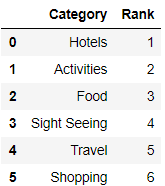 Category Rank
0 Hotels 1
1 Activities 2
2 Food 3
3 Sight Seeing 4
4 Travel 5
5 Shopping 6